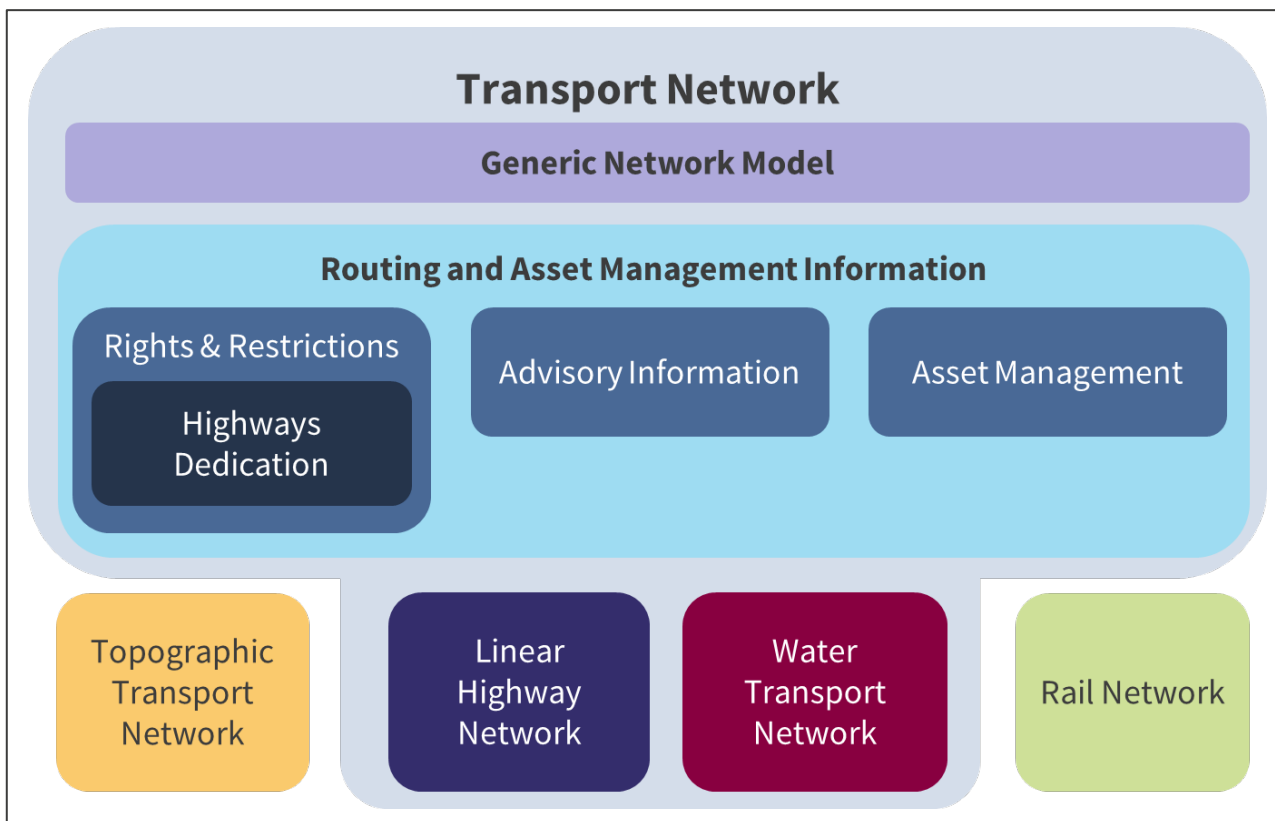 Transport Network
Generic Network Model
Routing and Asset Management Information
Rights & Restrictions
Highways
Dedication
Advisory Information
Asset Management
Topographic
Transport
Network
Linear
Highway
Network
Water
Transport
Network
Rail Network